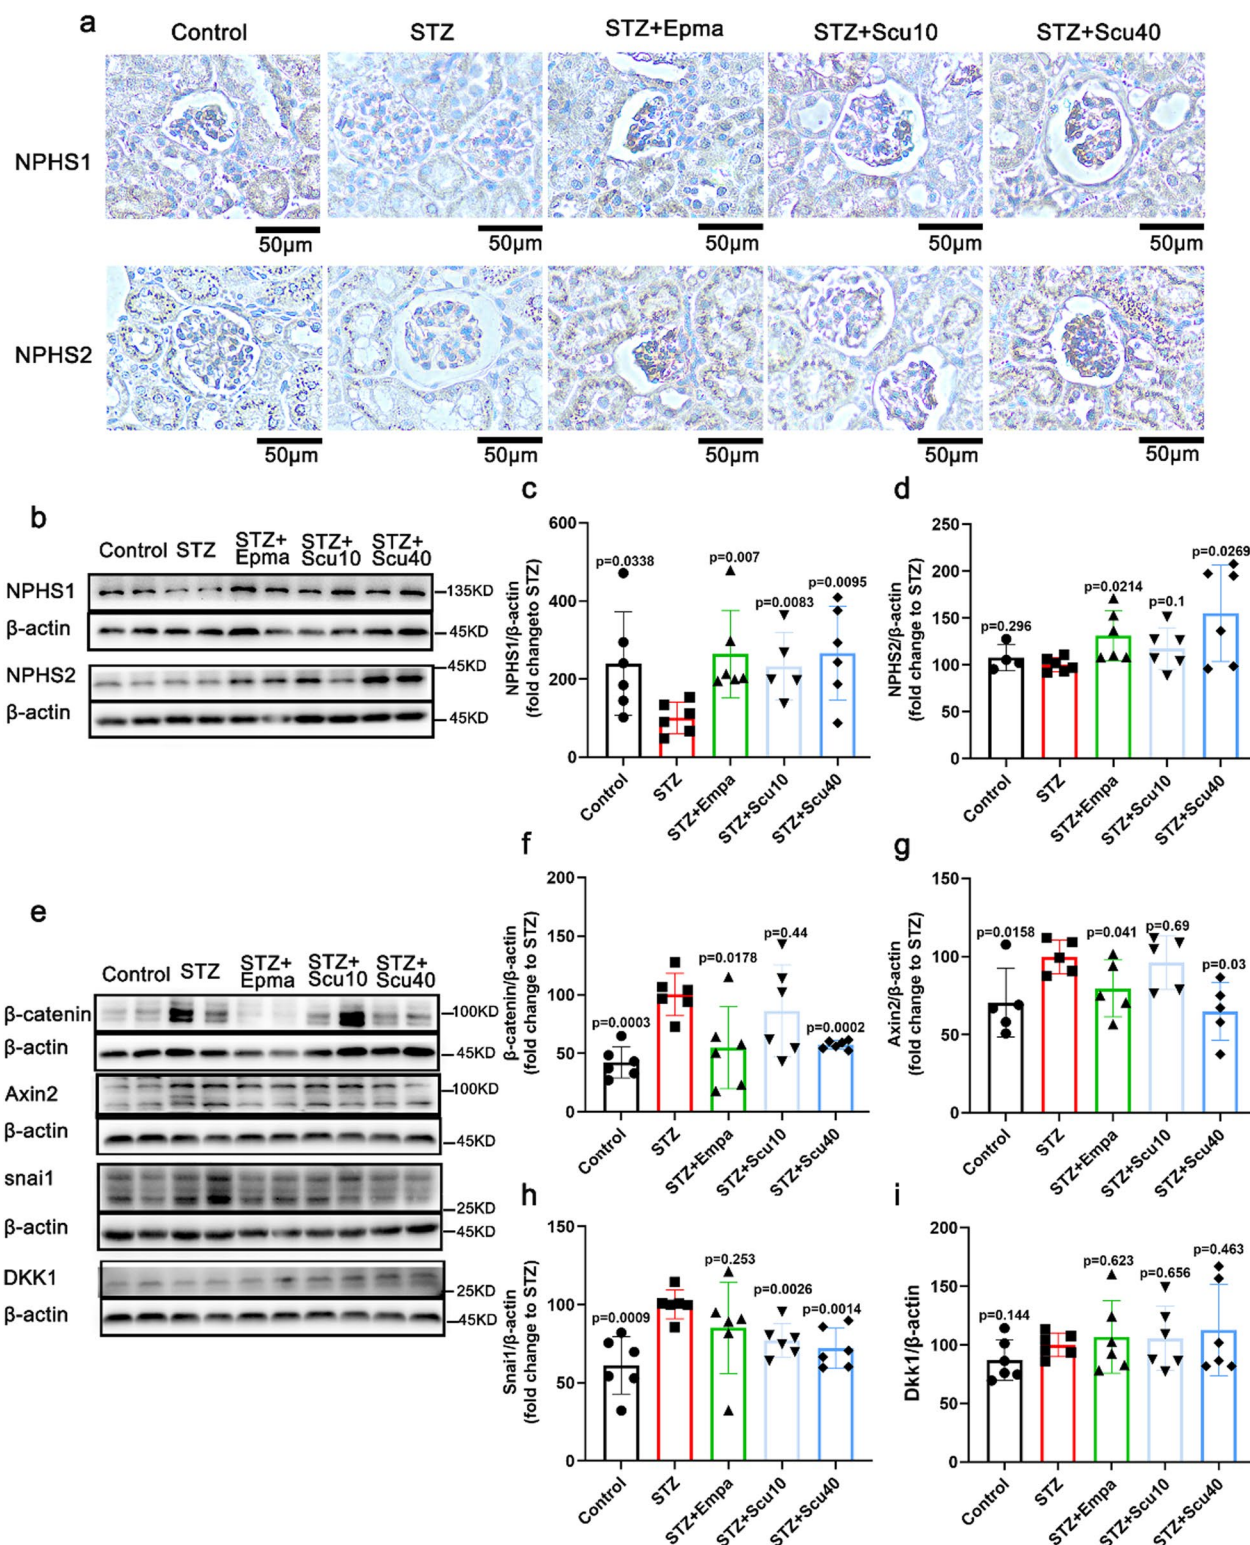 a
Control STZ STZ+Epma STZ+Scu10 STZ+Scu40
NPHS1
50μm 50μm 50μm 50μm 50μm
NPHS2
50μm 50μm 50μm 50μm 50μm
b
Control STZ STZ+ Epma STZ+ Scu10 STZ+ Scu40
NPHS1 135KD
β-actin 45KD
NPHS2 45KD
β-actin 45KD
c
NPHS1/β-actin
(fold changeto STZ)
600
400
200
0
p=0.0338 p=0.007 p=0.0083 p=0.0095
Control STZ STZ+Empa STZ+Scu10 STZ+Scu40
d
NPHS2/β-actin
(fold change to STZ)
250
200
150
100
50
0
p=0.296 p=0.0214 p=0.1 p=0.0269
Control STZ STZ+Empa STZ+Scu10 STZ+Scu40
e
Control STZ STZ+ Epma STZ+ Scu10 STZ+ Scu40
β-catenin 100KD
β-actin 45KD
Axin2 100KD
β-actin 45KD
snai1 25KD
β-actin 45KD
DKK1 25KD
β-actin 45KD
f
β-catenin/β-actin
(fold change to STZ)
200
150
100
50
0
p=0.0003 p=0.0178 p=0.44 p=0.0002
Control STZ STZ+Empa STZ+Scu10 STZ+Scu40
g
Axin2/β-actin
(fold change to STZ)
150
100
50
0
p=0.0158 p=0.041 p=0.69 p=0.03
Control STZ STZ+Empa STZ+Scu10 STZ+Scu40
h
Snai1/β-actin
(fold change to STZ)
150
100
50
0
p=0.0009 p=0.253 p=0.0026 p=0.0014
Control STZ STZ+Empa STZ+Scu10 STZ+Scu40
i
Dkk1/β-actin
200
150
100
50
0
p=0.144 p=0.623 p=0.656 p=0.463
Control STZ STZ+Empa STZ+Scu10 STZ+Scu40